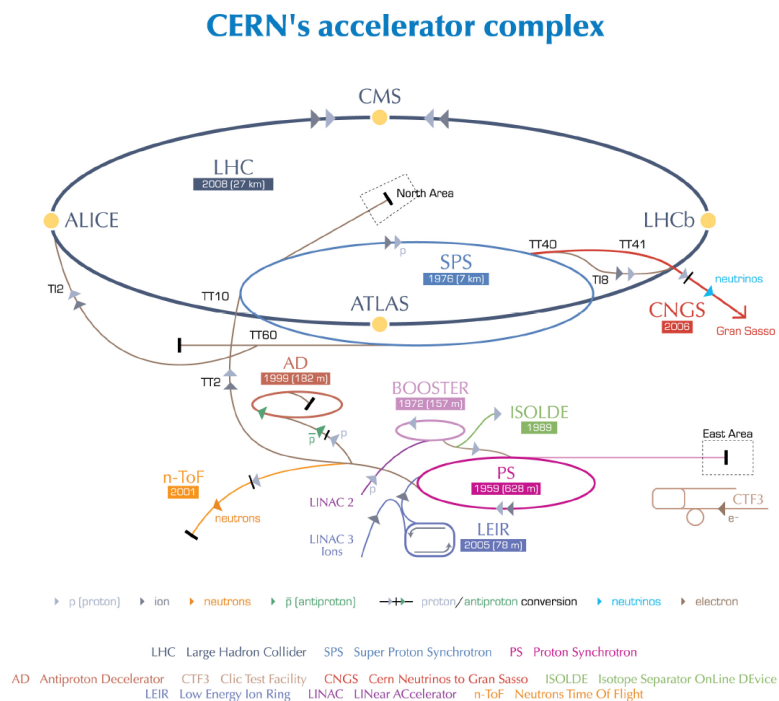 CERN's accelerator complex
CMS
LHC
2008 (27 km)
North Area
ALICE
LHCb
TT40
TT41
SPS
1976 (7 km)
p
TI8
neutrinos
TI2
TT10
ATLAS
CNGS
2006
Gran Sasso
TT60
AD
1999 (182 m)
TT2
BOOSTER
1972 (157 m)
ISOLDE
1989
p̄
p
East Area
n-ToF
2001
PS
1959 (628 m)
LINAC 2
p
neutrons
CTF3
e-
LINAC 3
Ions
LEIR
2005 (78 m)
p (proton) ion neutrons p̄ (antiproton) proton/antiproton conversion neutrinos electron
LHC Large Hadron Collider SPS Super Proton Synchrotron PS Proton Synchrotron
AD Antiproton Decelerator CTF3 Clic Test Facility CNGS Cern Neutrinos to Gran Sasso ISOLDE Isotope Separator OnLine DEvice
LEIR Low Energy Ion Ring LINAC LINear ACcelerator n-ToF Neutrons Time Of Flight